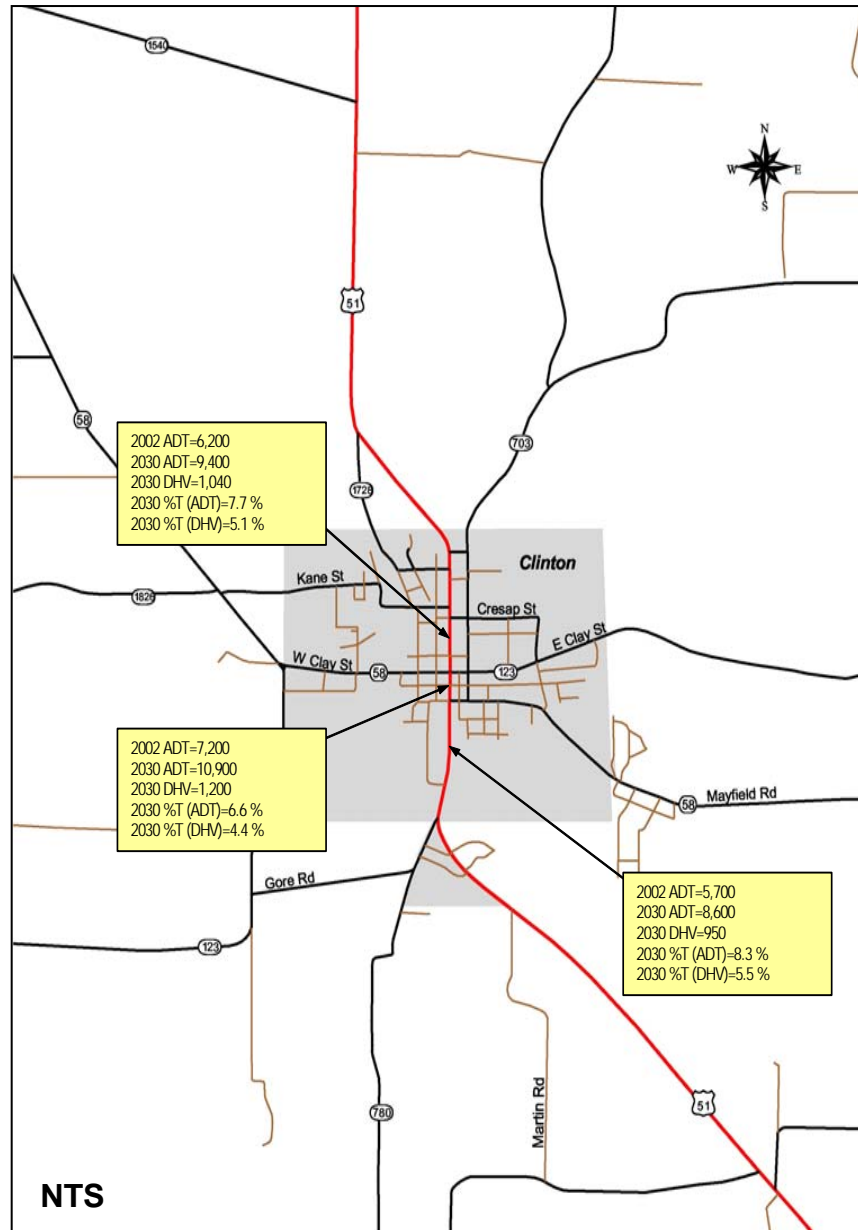 1540
N
W E
S
51
58
703
2002 ADT=6,200
2030 ADT=9,400
2030 DHV=1,040
2030 %T (ADT)=7.7 %
2030 %T (DHV)=5.1 %
1728
Clinton
Kane St
1826
Cresap St
E Clay St
W Clay St
58
123
2002 ADT=7,200
2030 ADT=10,900
2030 DHV=1,200
2030 %T (ADT)=6.6 %
2030 %T (DHV)=4.4 %
58
Mayfield Rd
Gore Rd
2002 ADT=5,700
2030 ADT=8,600
2030 DHV=950
2030 %T (ADT)=8.3 %
2030 %T (DHV)=5.5 %
123
Martin Rd
51
780
NTS